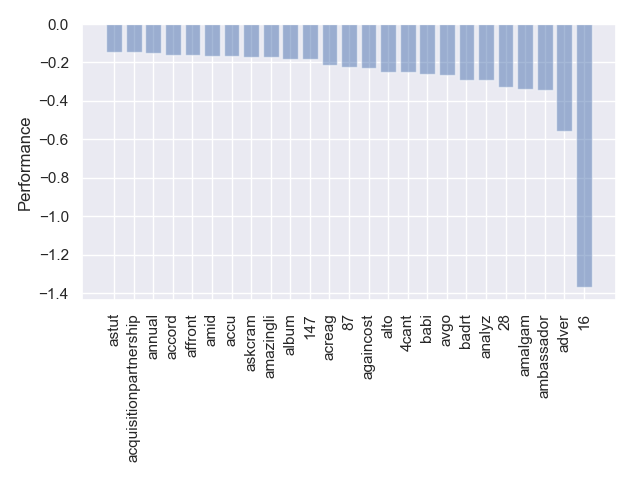 0.0
−0.2
−0.4
−0.6
−0.8
−1.0
−1.2
−1.4
Performance
astut
acquisitionpartnership
annual
accord
affront
amid
accu
askcram
amazingli
album
147
acreag
87
againcost
alto
4cant
babi
avgo
badrt
analyz
28
amalgam
ambassador
adver
16